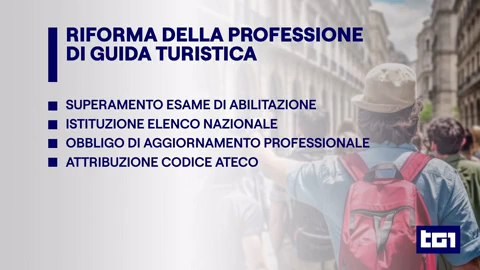 RIFORMA DELLA PROFESSIONE
DI GUIDA TURISTICA
SUPERAMENTO ESAME DI ABILITAZIONE
ISTITUZIONE ELENCO NAZIONALE
OBBLIGO DI AGGIORNAMENTO PROFESSIONALE
ATTRIBUZIONE CODICE ATECO
tg1